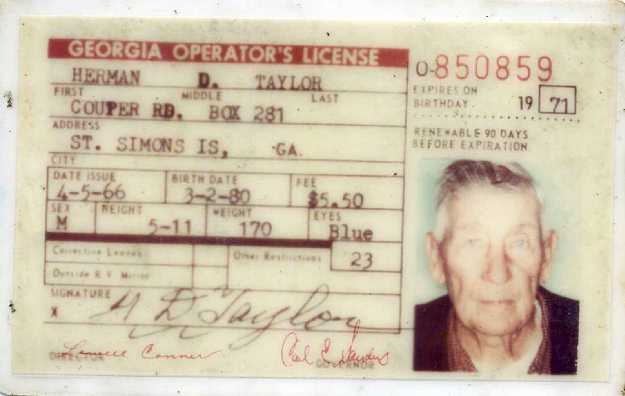 GEORGIA OPERATOR'S LICENSE
O-850859
HERMAN D. TAYLOR
FIRST MIDDLE LAST
EXPIRES ON
BIRTHDAY 19 71
COUPER RD. BOX 281
ADDRESS
RENEWABLE 90 DAYS
BEFORE EXPIRATION
ST. SIMONS IS, GA.
CITY
DATE ISSUE BIRTH DATE FEE
4-5-66 3-2-80 $5.50
SEX HEIGHT WEIGHT EYES
M 5-11 170 Blue
Corrective Lenses Other Restrictions 23
Outside R.V. Mirror
SIGNATURE
X H D Taylor
Conner Carl E. Sanders
DIRECTOR GOVERNOR